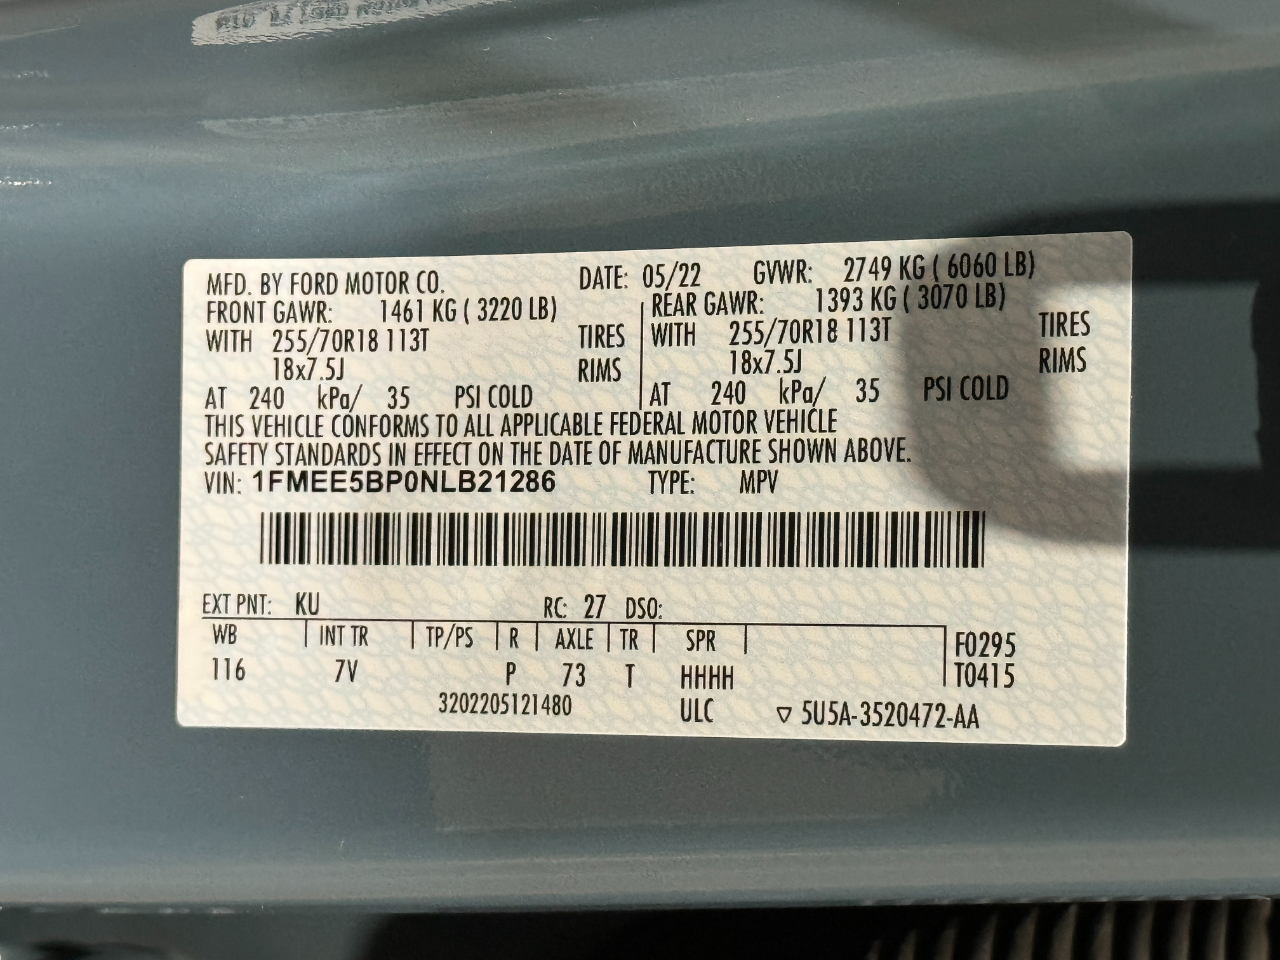 MFD. BY FORD MOTOR CO. DATE: 05/22 GVWR: 2749 KG ( 6060 LB)
FRONT GAWR: 1461 KG ( 3220 LB) REAR GAWR: 1393 KG ( 3070 LB)
WITH 255/70R18 113T TIRES WITH 255/70R18 113T TIRES
18x7.5J RIMS 18x7.5J RIMS
AT 240 kPa/ 35 PSI COLD AT 240 kPa/ 35 PSI COLD
THIS VEHICLE CONFORMS TO ALL APPLICABLE FEDERAL MOTOR VEHICLE
SAFETY STANDARDS IN EFFECT ON THE DATE OF MANUFACTURE SHOWN ABOVE.
VIN: 1FMEE5BP0NLB21286 TYPE: MPV
EXT PNT: KU RC: 27 DSO:
WB INT TR TP/PS R AXLE TR SPR F0295
116 7V P 73 T HHHH T0415
3202205121480 ULC ▽ 5U5A-3520472-AA